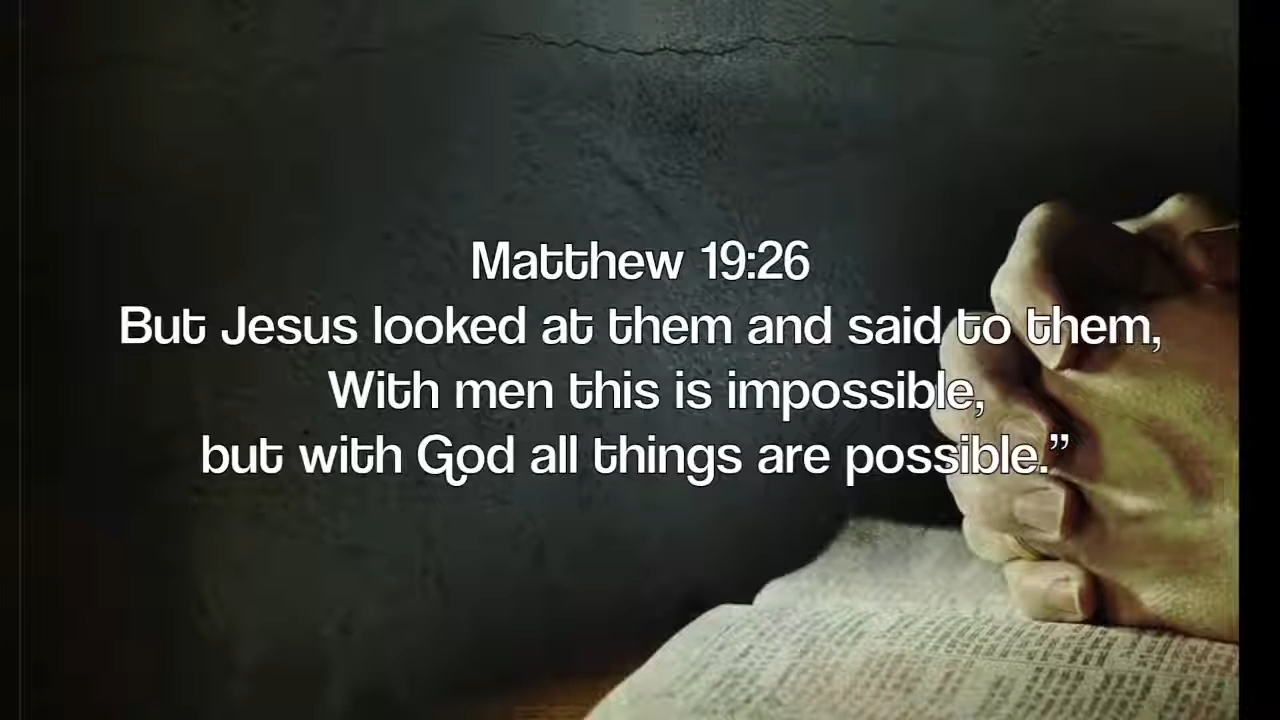 Matthew 19:26
But Jesus looked at them and said to them,
With men this is impossible,
but with God all things are possible.”